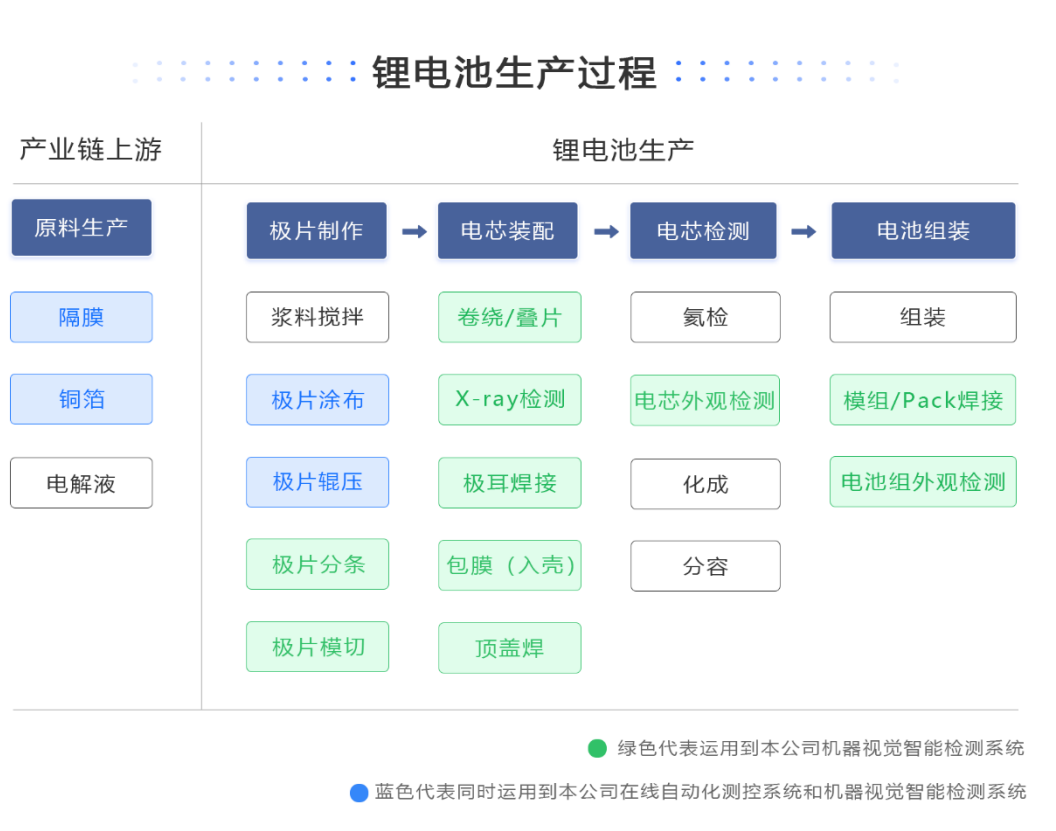 锂电池生产过程
产业链上游
锂电池生产
原料生产
极片制作
电芯装配
电芯检测
电池组装
隔膜
浆料搅拌
卷绕/叠片
氦检
组装
铜箔
极片涂布
X-ray检测
电芯外观检测
模组/Pack焊接
电解液
极片辊压
极耳焊接
化成
电池组外观检测
极片分条
包膜（入壳）
分容
极片模切
顶盖焊
绿色代表运用到本公司机器视觉智能检测系统
蓝色代表同时运用到本公司在线自动化测控系统和机器视觉智能检测系统